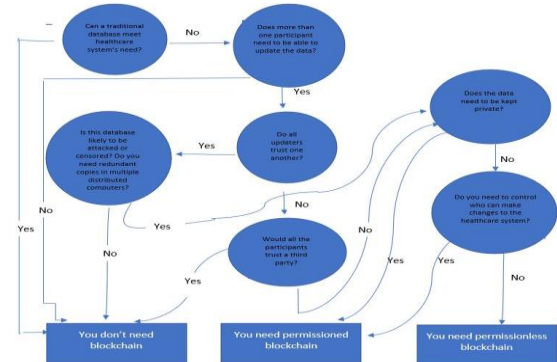 Can a traditional
database meet
healthcare
system's need?
No
Does more than
one participant
need to be able to
update the data?
Yes
Does the data
need to be kept
private?
Is this database
likely to be
attacked or
censored? Do you
need redundant
copies in multiple
distributed
computers?
Yes
Do all
updaters
trust one
another?
No
Do you need to control
who can make
changes to the
healthcare system?
Yes
No
Yes
No
No
Would all the
participants
trust a third
party?
No
Yes
Yes
Yes
No
You don't need
blockchain
You need permissioned
blockchain
You need permissionless
blockchain